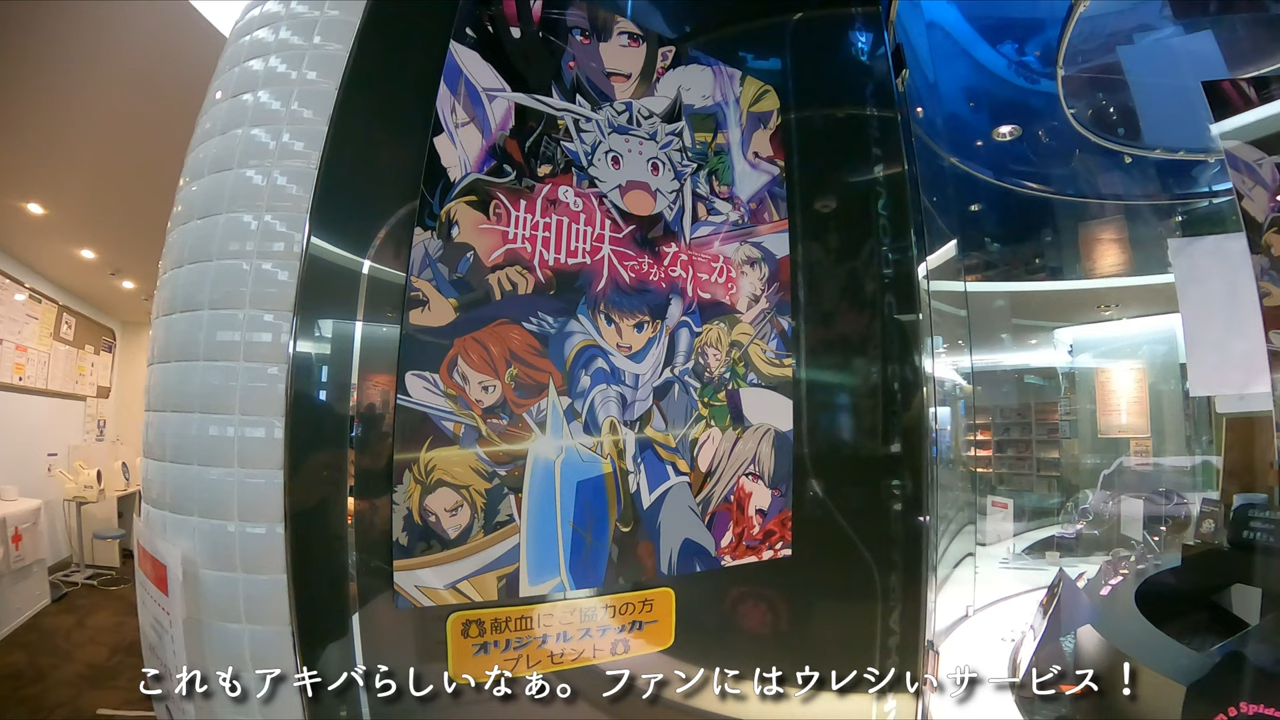 くも
蜘蛛ですが、なにか?
献血にご協力の方
オリジナルステッカー
プレゼント
これもアキバらしいなぁ。ファンにはウレシいサービス!